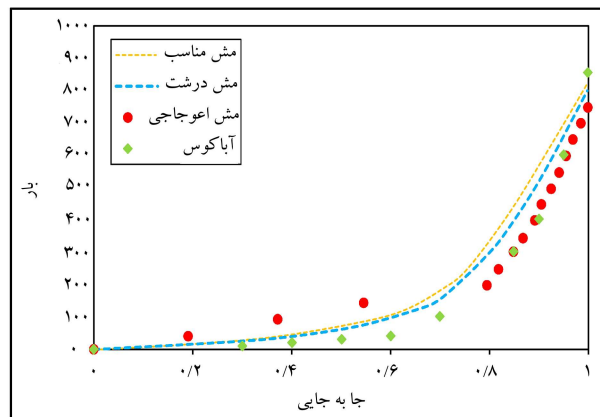 ۱۰۰۰
۹۰۰
۸۰۰
۷۰۰
۶۰۰
۵۰۰
۴۰۰
۳۰۰
۲۰۰
۱۰۰
۰
بار
مش مناسب
مش درشت
مش اعوجاجی
آباکوس
۰ ۰/۲ ۰/۴ ۰/۶ ۰/۸ ۱
جا به جایی